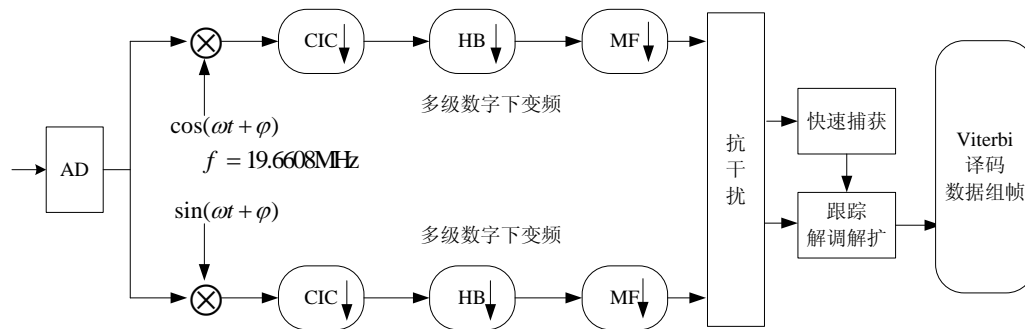 CIC
HB
MF
多级数字下变频
cos(ωt + φ)
f = 19.6608MHz
AD
sin(ωt + φ)
多级数字下变频
CIC
HB
MF
抗
干
扰
快速捕获
跟踪
解调解扩
Viterbi
译码
数据组帧